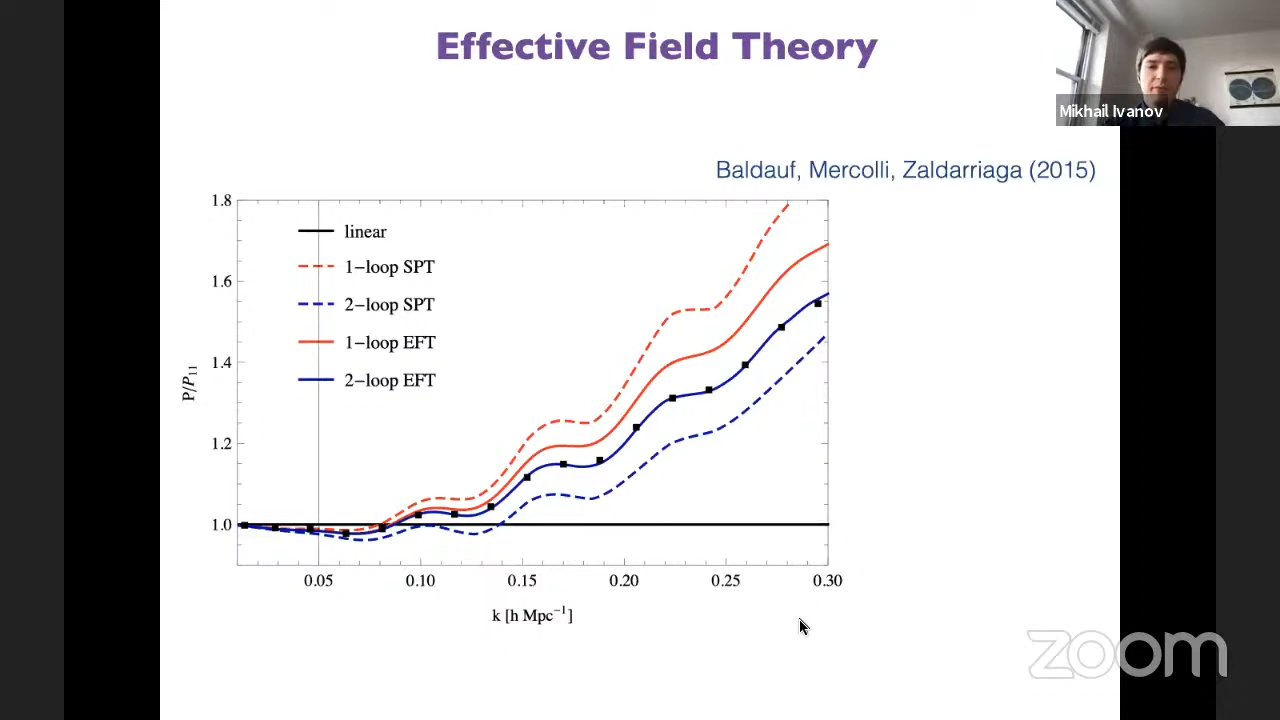 Effective Field Theory
Mikhail Ivanov
Baldauf, Mercolli, Zaldarriaga (2015)
1.8
1.6
1.4
1.2
1.0
P/P₁₁
linear
1–loop SPT
2–loop SPT
1–loop EFT
2–loop EFT
0.05 0.10 0.15 0.20 0.25 0.30
k [h Mpc⁻¹]
zoom